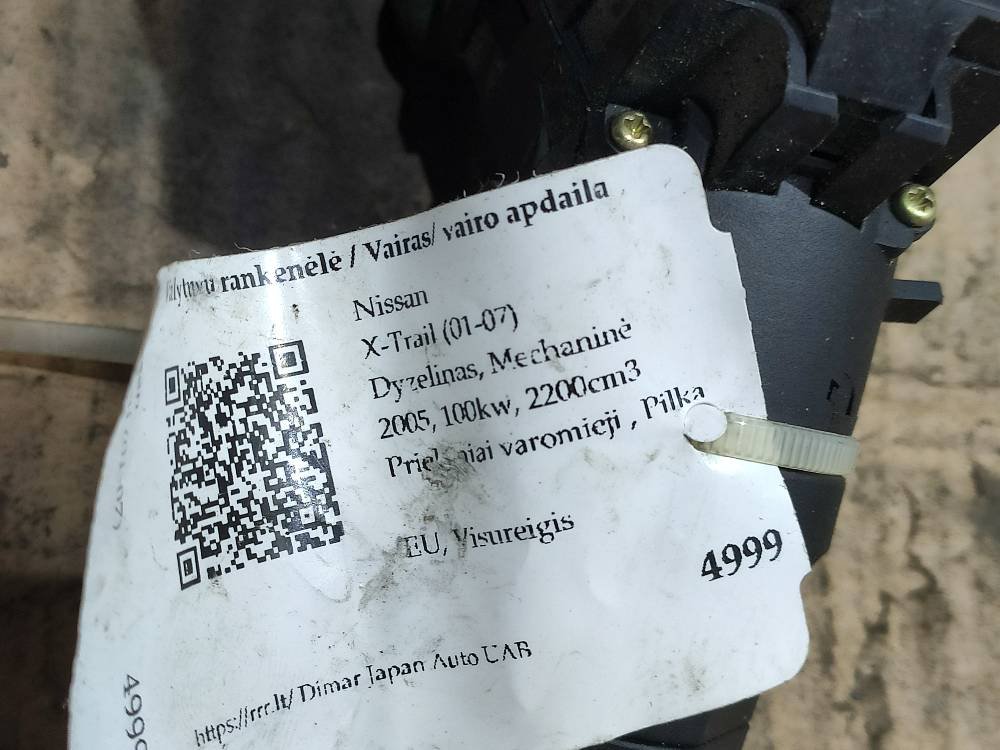 rankenėlė / Vairas/ vairo apdaila
Nissan
X-Trail (01-07)
Dyzelinas, Mechaninė
2005, 100kw, 2200cm3
varomieji , Pilka
EU, Visureigis
4999
https://rrr.lt/ Dimar Japan Auto UAB